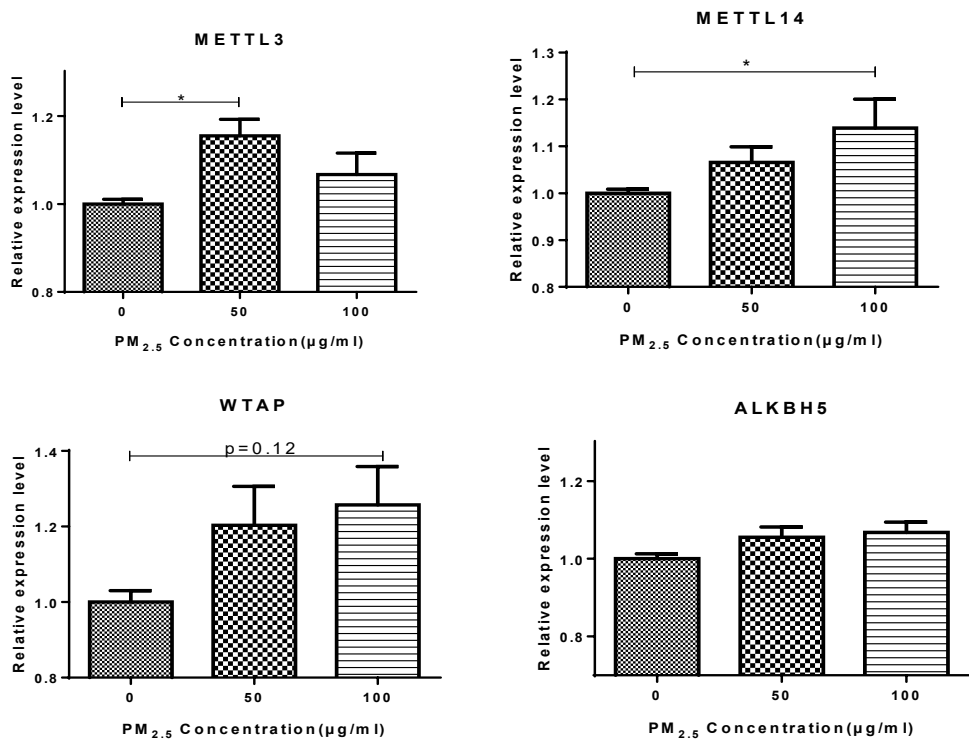 METTL3
Relative expression level
*
1.2
1.0
0.8
0
50
100
PM2.5 Concentration(μg/ml)
METTL14
Relative expression level
*
1.3
1.2
1.1
1.0
0.9
0.8
0
50
100
PM2.5 Concentration(μg/ml)
WTAP
Relative expression level
p=0.12
1.4
1.2
1.0
0.8
0
50
100
PM2.5 Concentration(μg/ml)
ALKBH5
Relative expression level
1.2
1.0
0.8
0
50
100
PM2.5 Concentration(μg/ml)